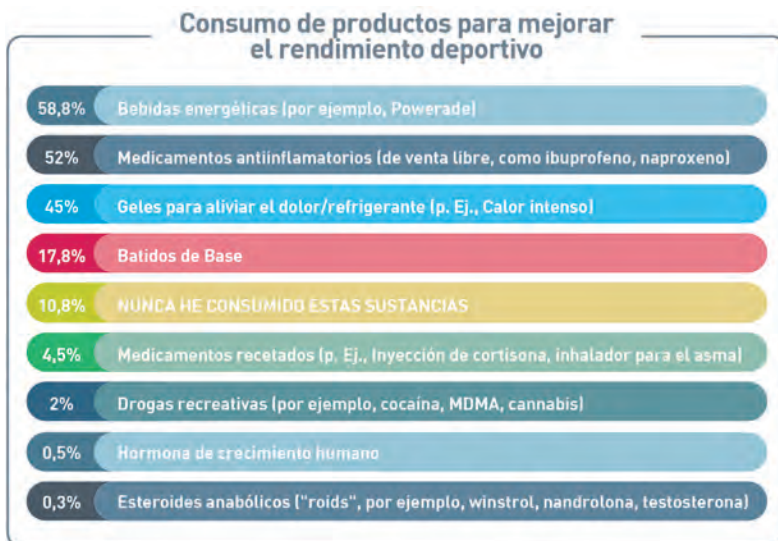 Consumo de productos para mejorar
el rendimiento deportivo
58,8% Bebidas energéticas (por ejemplo, Powerade)
52% Medicamentos antiinflamatorios (de venta libre, como ibuprofeno, naproxeno)
45% Geles para aliviar el dolor/refrigerante (p. Ej., Calor intenso)
17,8% Batidos de Base
10,8% NUNCA HE CONSUMIDO ESTAS SUSTANCIAS
4,5% Medicamentos recetados (p. Ej., Inyección de cortisona, inhalador para el asma)
2% Drogas recreativas (por ejemplo, cocaína, MDMA, cannabis)
0,5% Hormona de crecimiento humano
0,3% Esteroides anabólicos ("roids", por ejemplo, winstrol, nandrolona, testosterona)